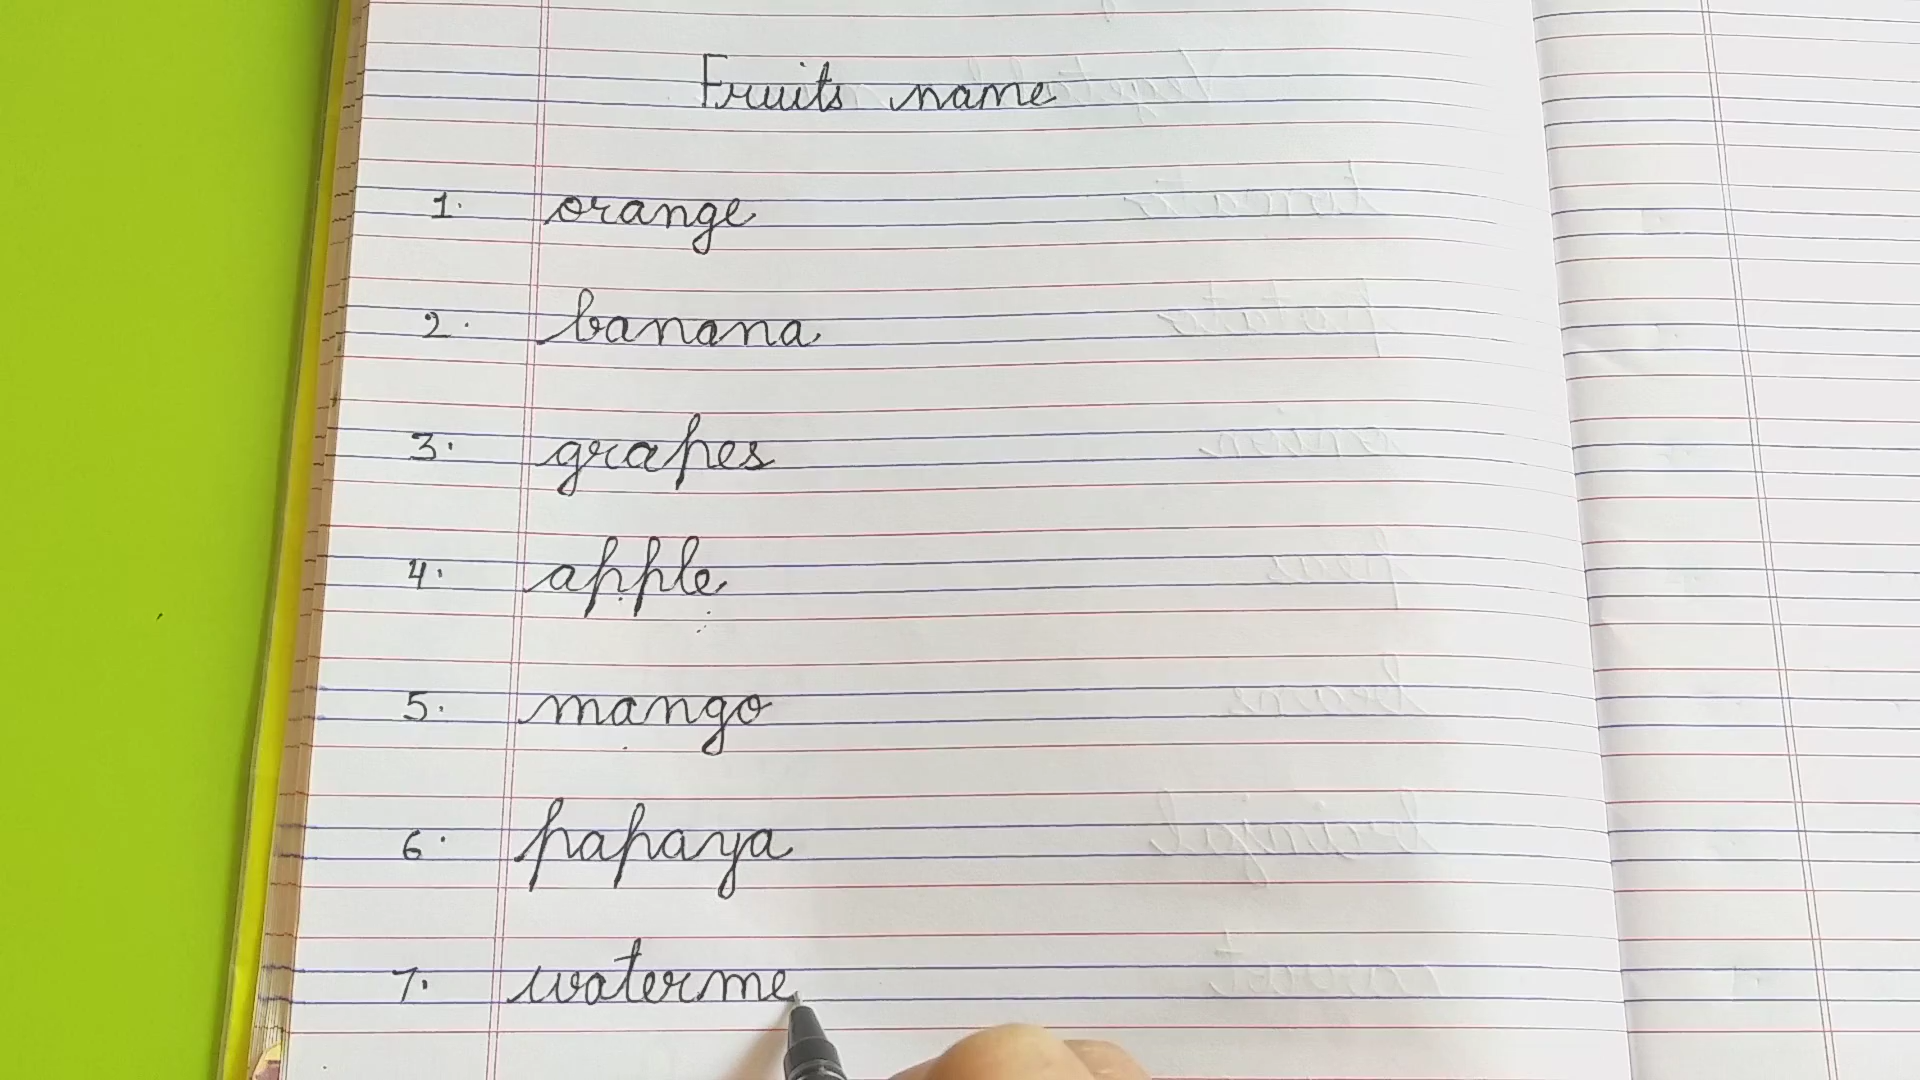 Fruits name
1. orange
2. banana
3. grapes
4. apple
5. mango
6. papaya
7. waterme